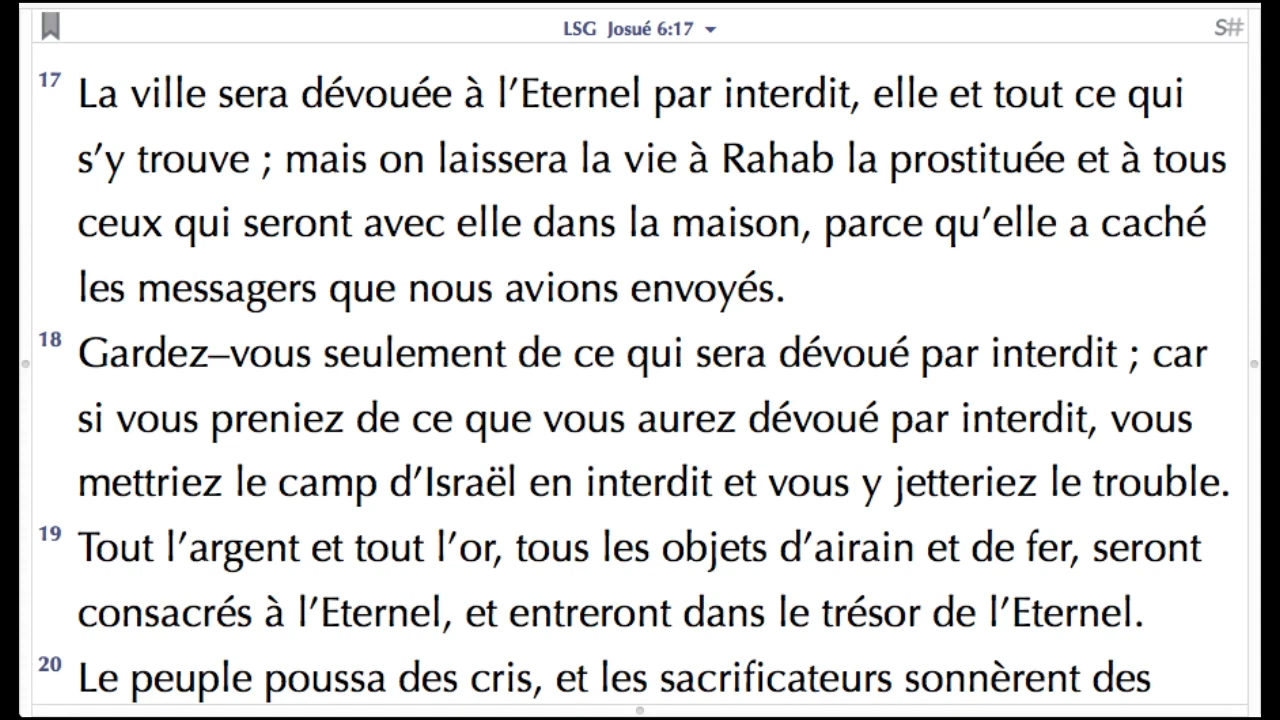 LSG Josué 6:17
S#
17 La ville sera dévouée à l’Eternel par interdit, elle et tout ce qui
s’y trouve ; mais on laissera la vie à Rahab la prostituée et à tous
ceux qui seront avec elle dans la maison, parce qu’elle a caché
les messagers que nous avions envoyés.
18 Gardez–vous seulement de ce qui sera dévoué par interdit ; car
si vous preniez de ce que vous aurez dévoué par interdit, vous
mettriez le camp d’Israël en interdit et vous y jetteriez le trouble.
19 Tout l’argent et tout l’or, tous les objets d’airain et de fer, seront
consacrés à l’Eternel, et entreront dans le trésor de l’Eternel.
20 Le peuple poussa des cris, et les sacrificateurs sonnèrent des